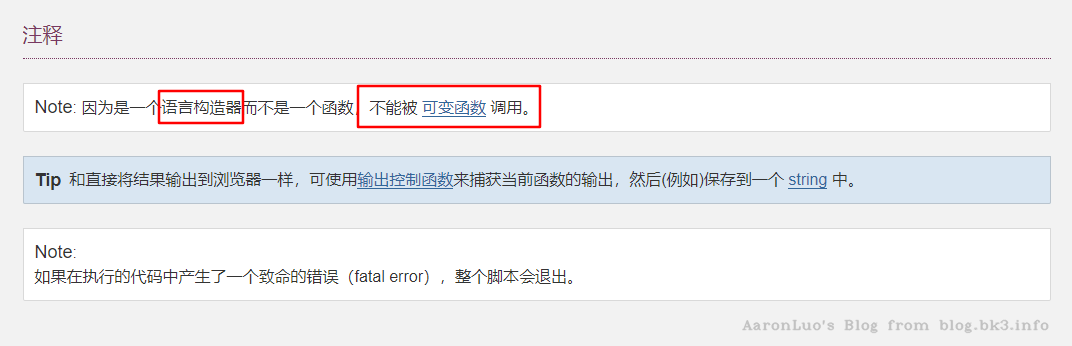 注释
Note: 因为是一个语言构造器而不是一个函数，不能被 可变函数 调用。
Tip 和直接将结果输出到浏览器一样，可使用输出控制函数来捕获当前函数的输出，然后(例如)保存到一个 string 中。
Note:
如果在执行的代码中产生了一个致命的错误（fatal error），整个脚本会退出。
AaronLuo's Blog from blog.bk3.info